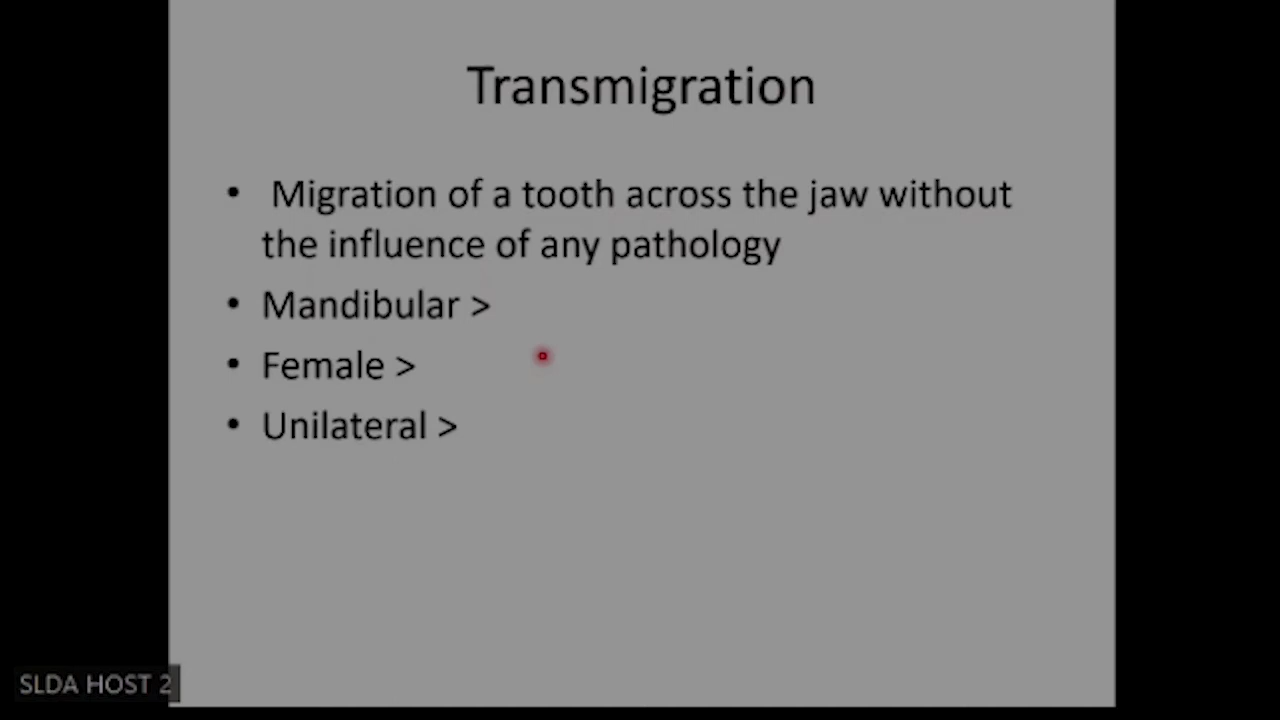 Transmigration
• Migration of a tooth across the jaw without
the influence of any pathology
• Mandibular >
• Female >
• Unilateral >
SLDA HOST 2